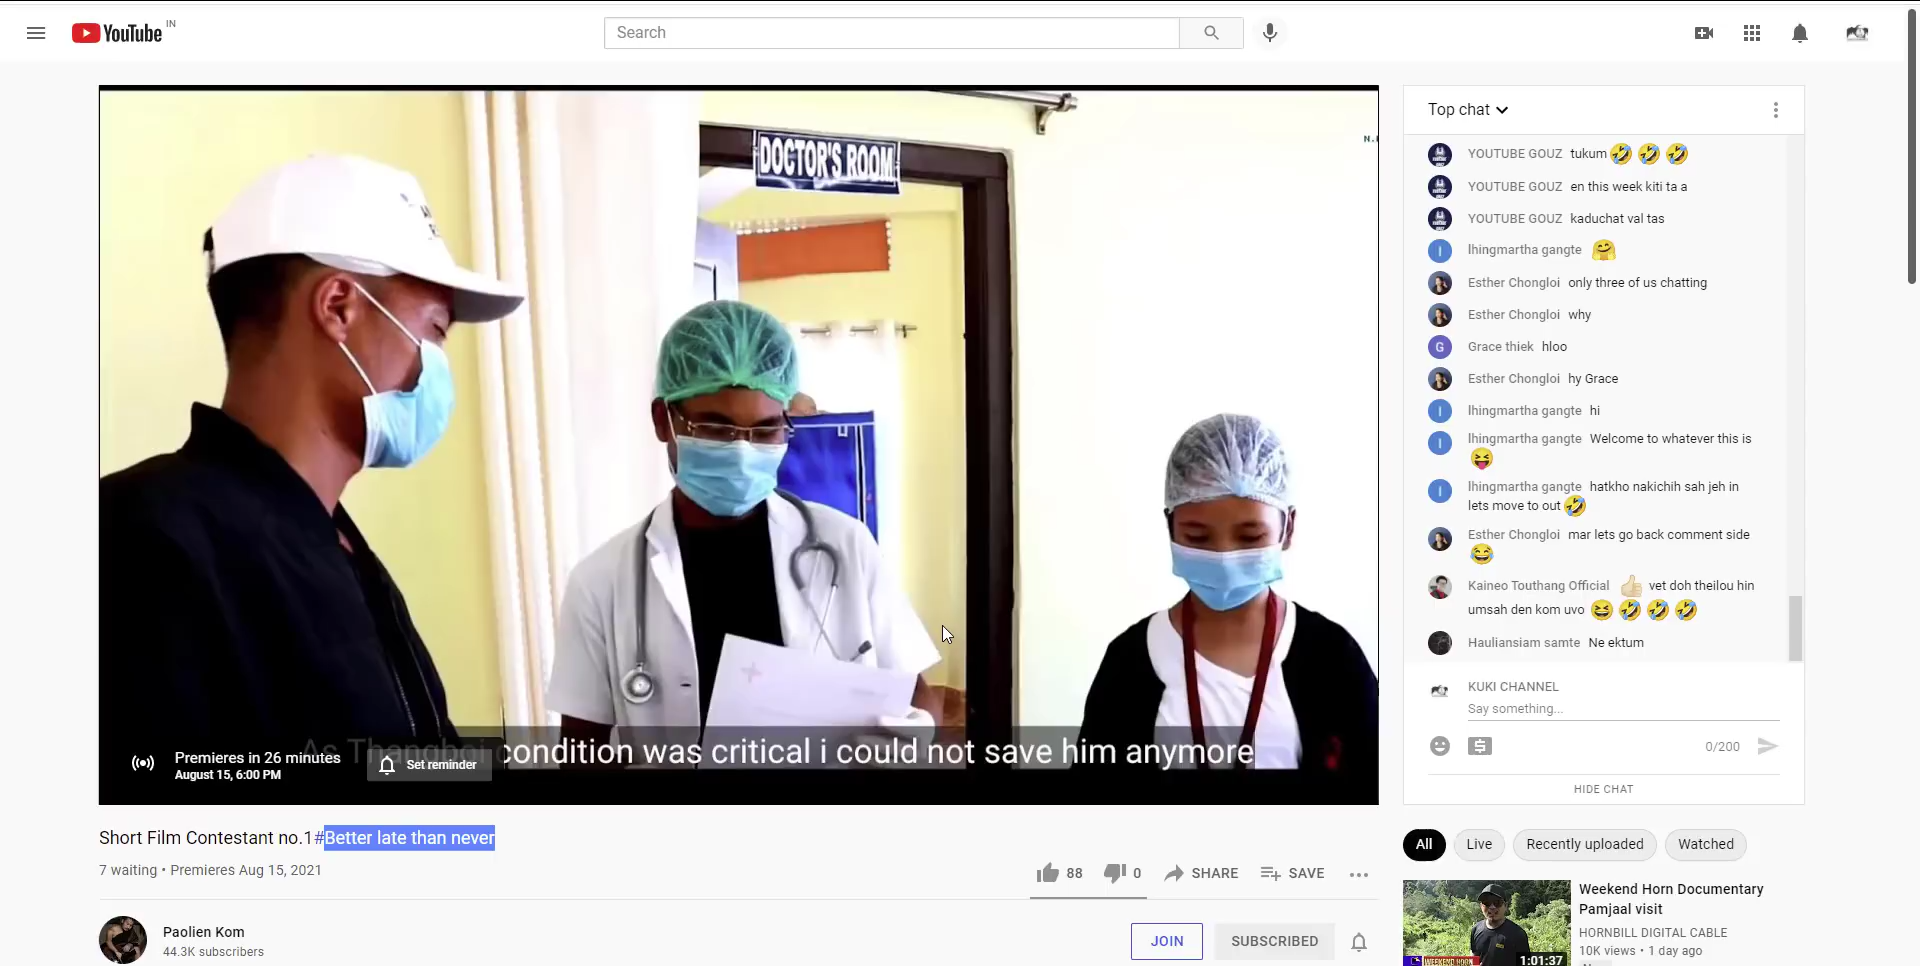 YouTube IN
Search
DOCTOR'S ROOM
As Thangboi condition was critical i could not save him anymore
Premieres in 26 minutes
August 15, 6:00 PM
Set reminder
Short Film Contestant no.1#Better late than never
7 waiting • Premieres Aug 15, 2021
88
0
SHARE
SAVE
Paolien Kom
44.3K subscribers
JOIN
SUBSCRIBED
Top chat
YOUTUBE GOUZ tukum🤣🤣🤣
YOUTUBE GOUZ en this week kiti ta a
YOUTUBE GOUZ kaduchat val tas
lhingmartha gangte 🤗
Esther Chongloi only three of us chatting
Esther Chongloi why
G Grace thiek hloo
Esther Chongloi hy Grace
lhingmartha gangte hi
lhingmartha gangte Welcome to whatever this is
😝
lhingmartha gangte hatkho nakichih sah jeh in
lets move to out🤣
Esther Chongloi mar lets go back comment side
😂
Kaineo Touthang Official 👍🏻 vet doh theilou hin
umsah den kom uvo 😆🤣🤣🤣
Hauliansiam samte Ne ektum
KUKI CHANNEL
Say something...
0/200
HIDE CHAT
All
Live
Recently uploaded
Watched
Weekend Horn Documentary
Pamjaal visit
HORNBILL DIGITAL CABLE
10K views • 1 day ago
WEEKEND HORN
1:01:37